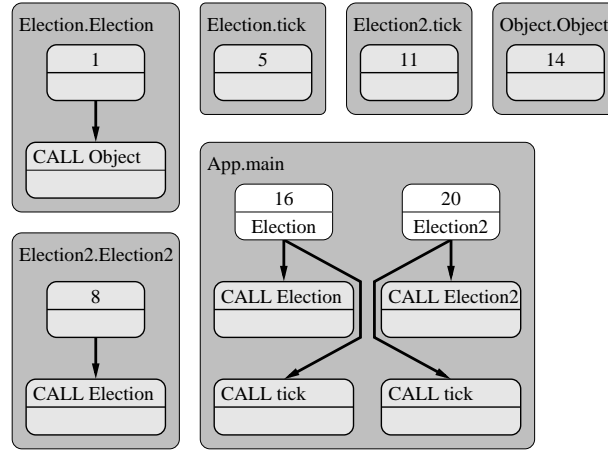 Election.Election
1
CALL Object
Election.tick
5
Election2.tick
11
Object.Object
14
Election2.Election2
8
CALL Election
App.main
16
Election
20
Election2
CALL Election
CALL Election2
CALL tick
CALL tick